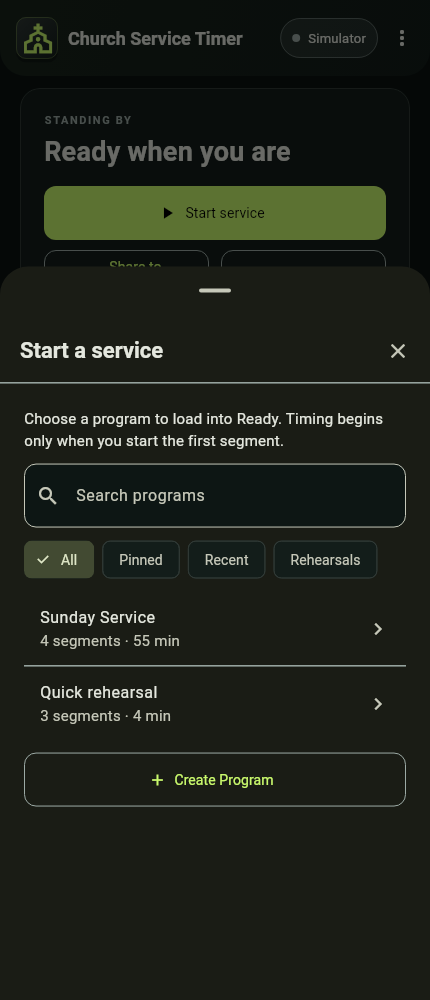 Church Service Timer
Simulator
STANDING BY
Ready when you are
Start service
Share to
Start a service
Choose a program to load into Ready. Timing begins
only when you start the first segment.
Search programs
All
Pinned
Recent
Rehearsals
Sunday Service
4 segments · 55 min
Quick rehearsal
3 segments · 4 min
Create Program